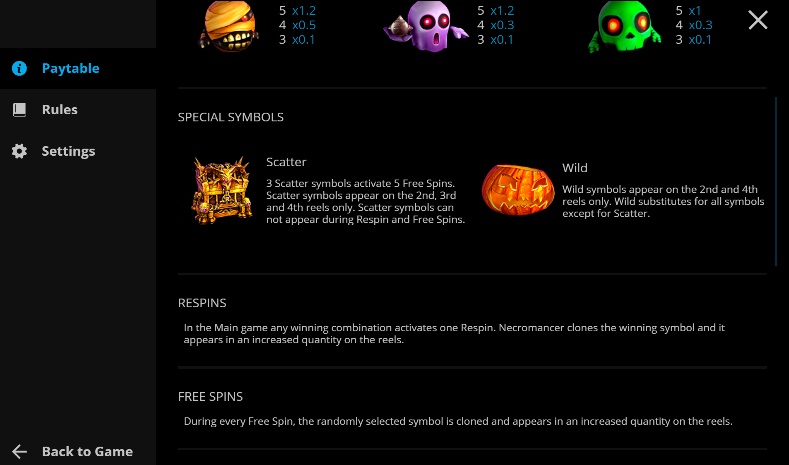 5 x1.2
4 x0.5
3 x0.1
5 x1.2
4 x0.3
3 x0.1
5 x1
4 x0.3
3 x0.1
Paytable
Rules
Settings
SPECIAL SYMBOLS
Scatter
3 Scatter symbols activate 5 Free Spins.
Scatter symbols appear on the 2nd, 3rd
and 4th reels only. Scatter symbols can
not appear during Respin and Free Spins.
Wild
Wild symbols appear on the 2nd and 4th
reels only. Wild substitutes for all symbols
except for Scatter.
RESPINS
In the Main game any winning combination activates one Respin. Necromancer clones the winning symbol and it
appears in an increased quantity on the reels.
FREE SPINS
During every Free Spin, the randomly selected symbol is cloned and appears in an increased quantity on the reels.
Back to Game